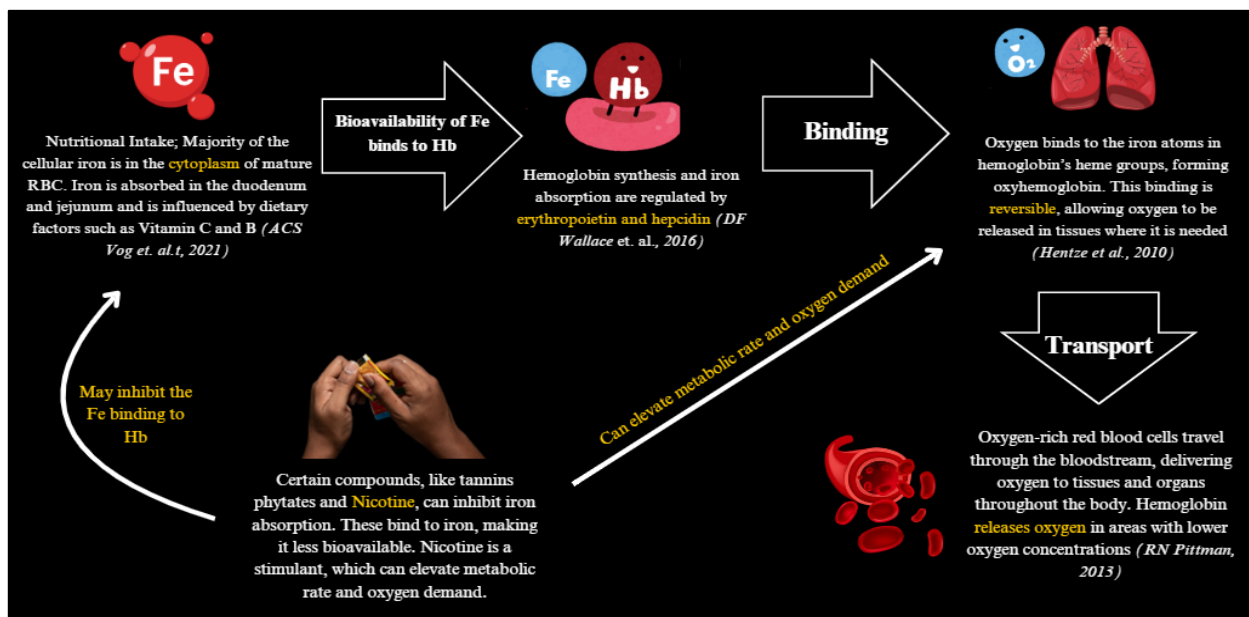 Fe
Nutritional Intake; Majority of the
cellular iron is in the cytoplasm of mature
RBC. Iron is absorbed in the duodenum
and jejunum and is influenced by dietary
factors such as Vitamin C and B (ACS
Vog et. al.t, 2021)
Bioavailability of Fe
binds to Hb
Fe
Hb
Hemoglobin synthesis and iron
absorption are regulated by
erythropoietin and hepcidin (DF
Wallace et. al., 2016)
Binding
O2
Oxygen binds to the iron atoms in
hemoglobin's heme groups, forming
oxyhemoglobin. This binding is
reversible, allowing oxygen to be
released in tissues where it is needed
(Hentze et al., 2010)
Transport
Oxygen-rich red blood cells travel
through the bloodstream, delivering
oxygen to tissues and organs
throughout the body. Hemoglobin
releases oxygen in areas with lower
oxygen concentrations (RN Pittman,
2013)
May inhibit the
Fe binding to
Hb
Certain compounds, like tannins
phytates and Nicotine, can inhibit iron
absorption. These bind to iron, making
it less bioavailable. Nicotine is a
stimulant, which can elevate metabolic
rate and oxygen demand.
Can elevate metabolic rate and oxygen demand